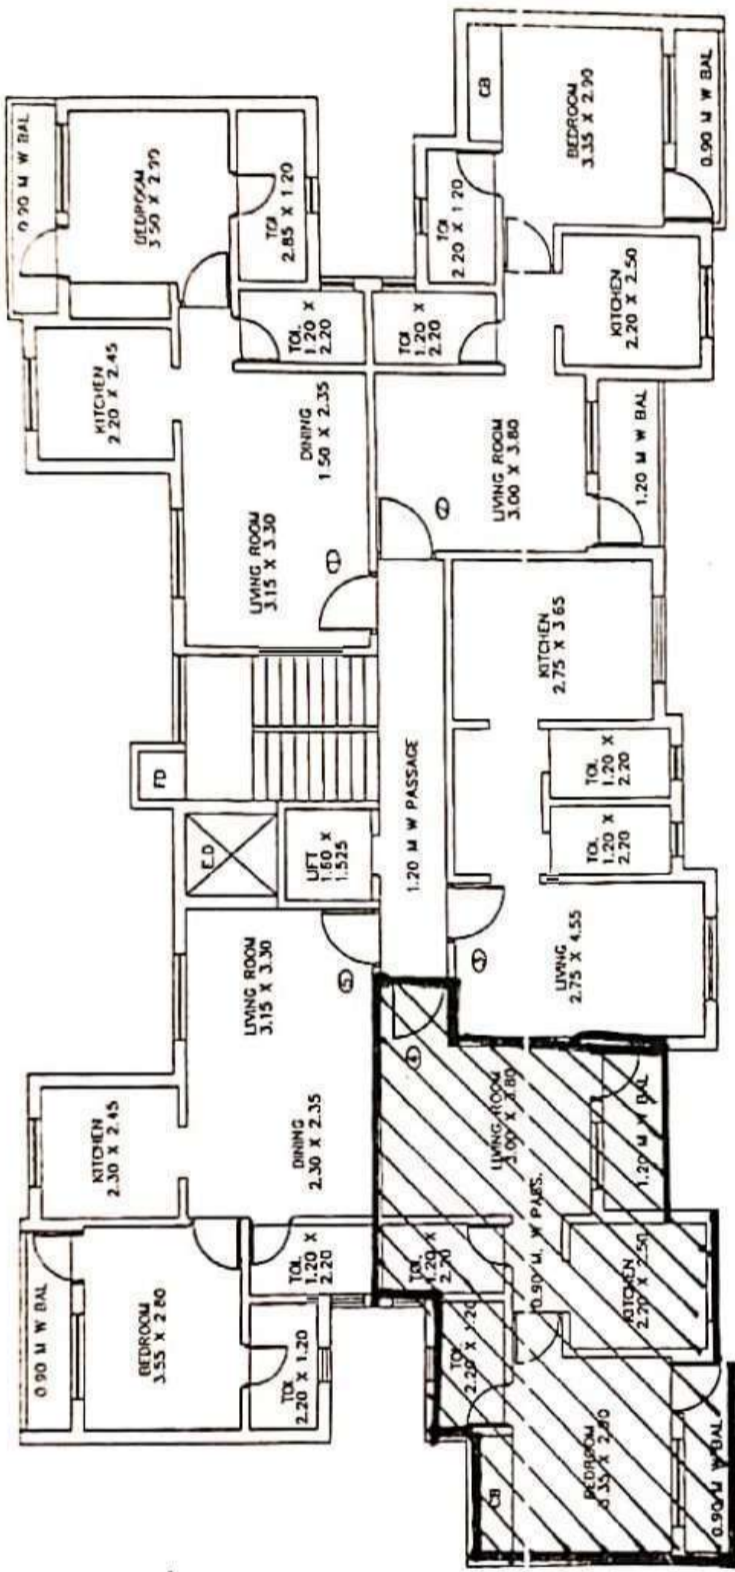 0.90 M W BAL
BEDROOM
3.55 X 2.80
TOI
2.20 X 1.20
KITCHEN
2.30 X 2.45
DINING
2.30 X 2.35
TOI.
1.20 X
2.20
LIVING ROOM
3.15 X 3.30
5
E.D
LIFT
1.60 X
1.525
FD
LIVING ROOM
3.15 X 3.30
1
KITCHEN
2.20 X 2.45
DINING
1.50 X 2.35
TOI.
1.20 X
2.20
0.90 M W BAL
BEDROOM
3.50 X 2.90
TOI
2.85 X 1.20
1.20 M W PASSAGE
CB
BEDROOM
3.35 X 2.80
0.90 M W BAL
TOI
2.20 X 1.20
TOI.
1.20 X
2.20
0.90 M. W PASS.
KITCHEN
2.20 X 2.50
4
LIVING ROOM
3.00 X 3.80
1.20 M W BAL
3
LIVING
2.75 X 4.55
TOI.
1.20 X
2.20
TOI.
1.20 X
2.20
KITCHEN
2.75 X 3.65
2
LIVING ROOM
3.00 X 3.80
1.20 M W BAL
TOI
1.20 X
2.20
KITCHEN
2.20 X 2.50
TOI
2.20 X 1.20
CB
BEDROOM
3.35 X 2.90
0.90 M W BAL